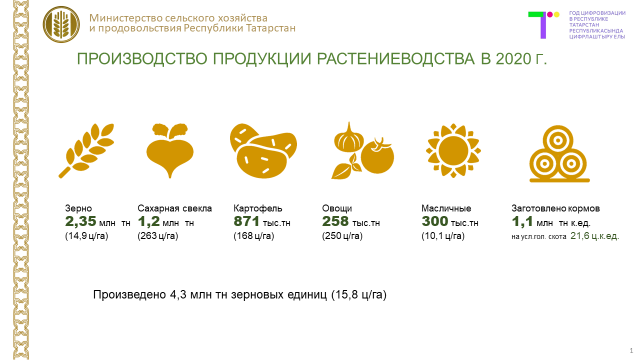 Министерство сельского хозяйства
и продовольствия Республики Татарстан
ГОД ЦИФРОВИЗАЦИИ
В РЕСПУБЛИКЕ
ТАТАРСТАН
РЕСПУБЛИКАСЫНДА
ЦИФРЛАШТЫРУ ЕЛЫ
ПРОИЗВОДСТВО ПРОДУКЦИИ РАСТЕНИЕВОДСТВА В 2020 Г.
Зерно
2,35 млн тн
(14,9 ц/га)
Сахарная свекла
1,2 млн тн
(263 ц/га)
Картофель
871 тыс.тн
(168 ц/га)
Овощи
258 тыс.тн
(250 ц/га)
Масличные
300 тыс.тн
(10,1 ц/га)
Заготовлено кормов
1,1 млн тн к.ед.
на усл.гол. скота 21,6 ц.к.ед.
Произведено 4,3 млн тн зерновых единиц (15,8 ц/га)
1